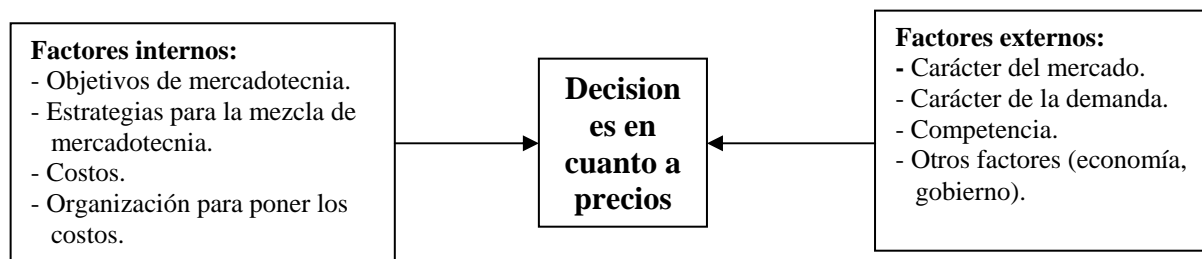 Factores internos:
- Objetivos de mercadotecnia.
- Estrategias para la mezcla de
mercadotecnia.
- Costos.
- Organización para poner los
costos.
Decision
es en
cuanto a
precios
Factores externos:
- Carácter del mercado.
- Carácter de la demanda.
- Competencia.
- Otros factores (economía,
gobierno).